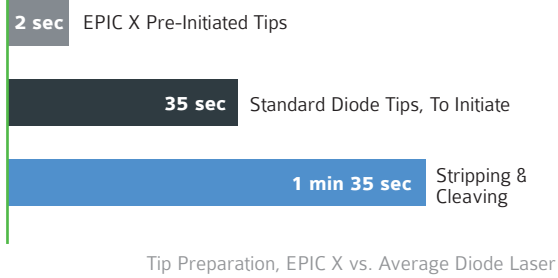 2 sec EPIC X Pre-Initiated Tips
35 sec Standard Diode Tips, To Initiate
1 min 35 sec Stripping &
Cleaving
Tip Preparation, EPIC X vs. Average Diode Laser